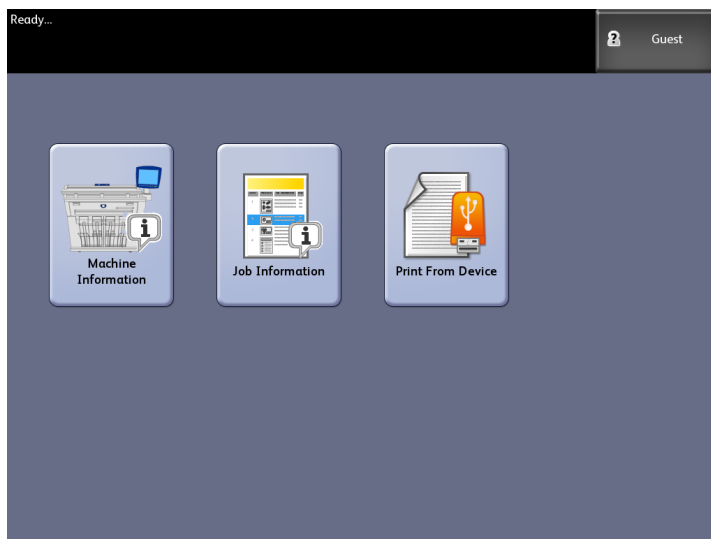 Ready...
Guest
Machine
Information
Job Information
Print From Device